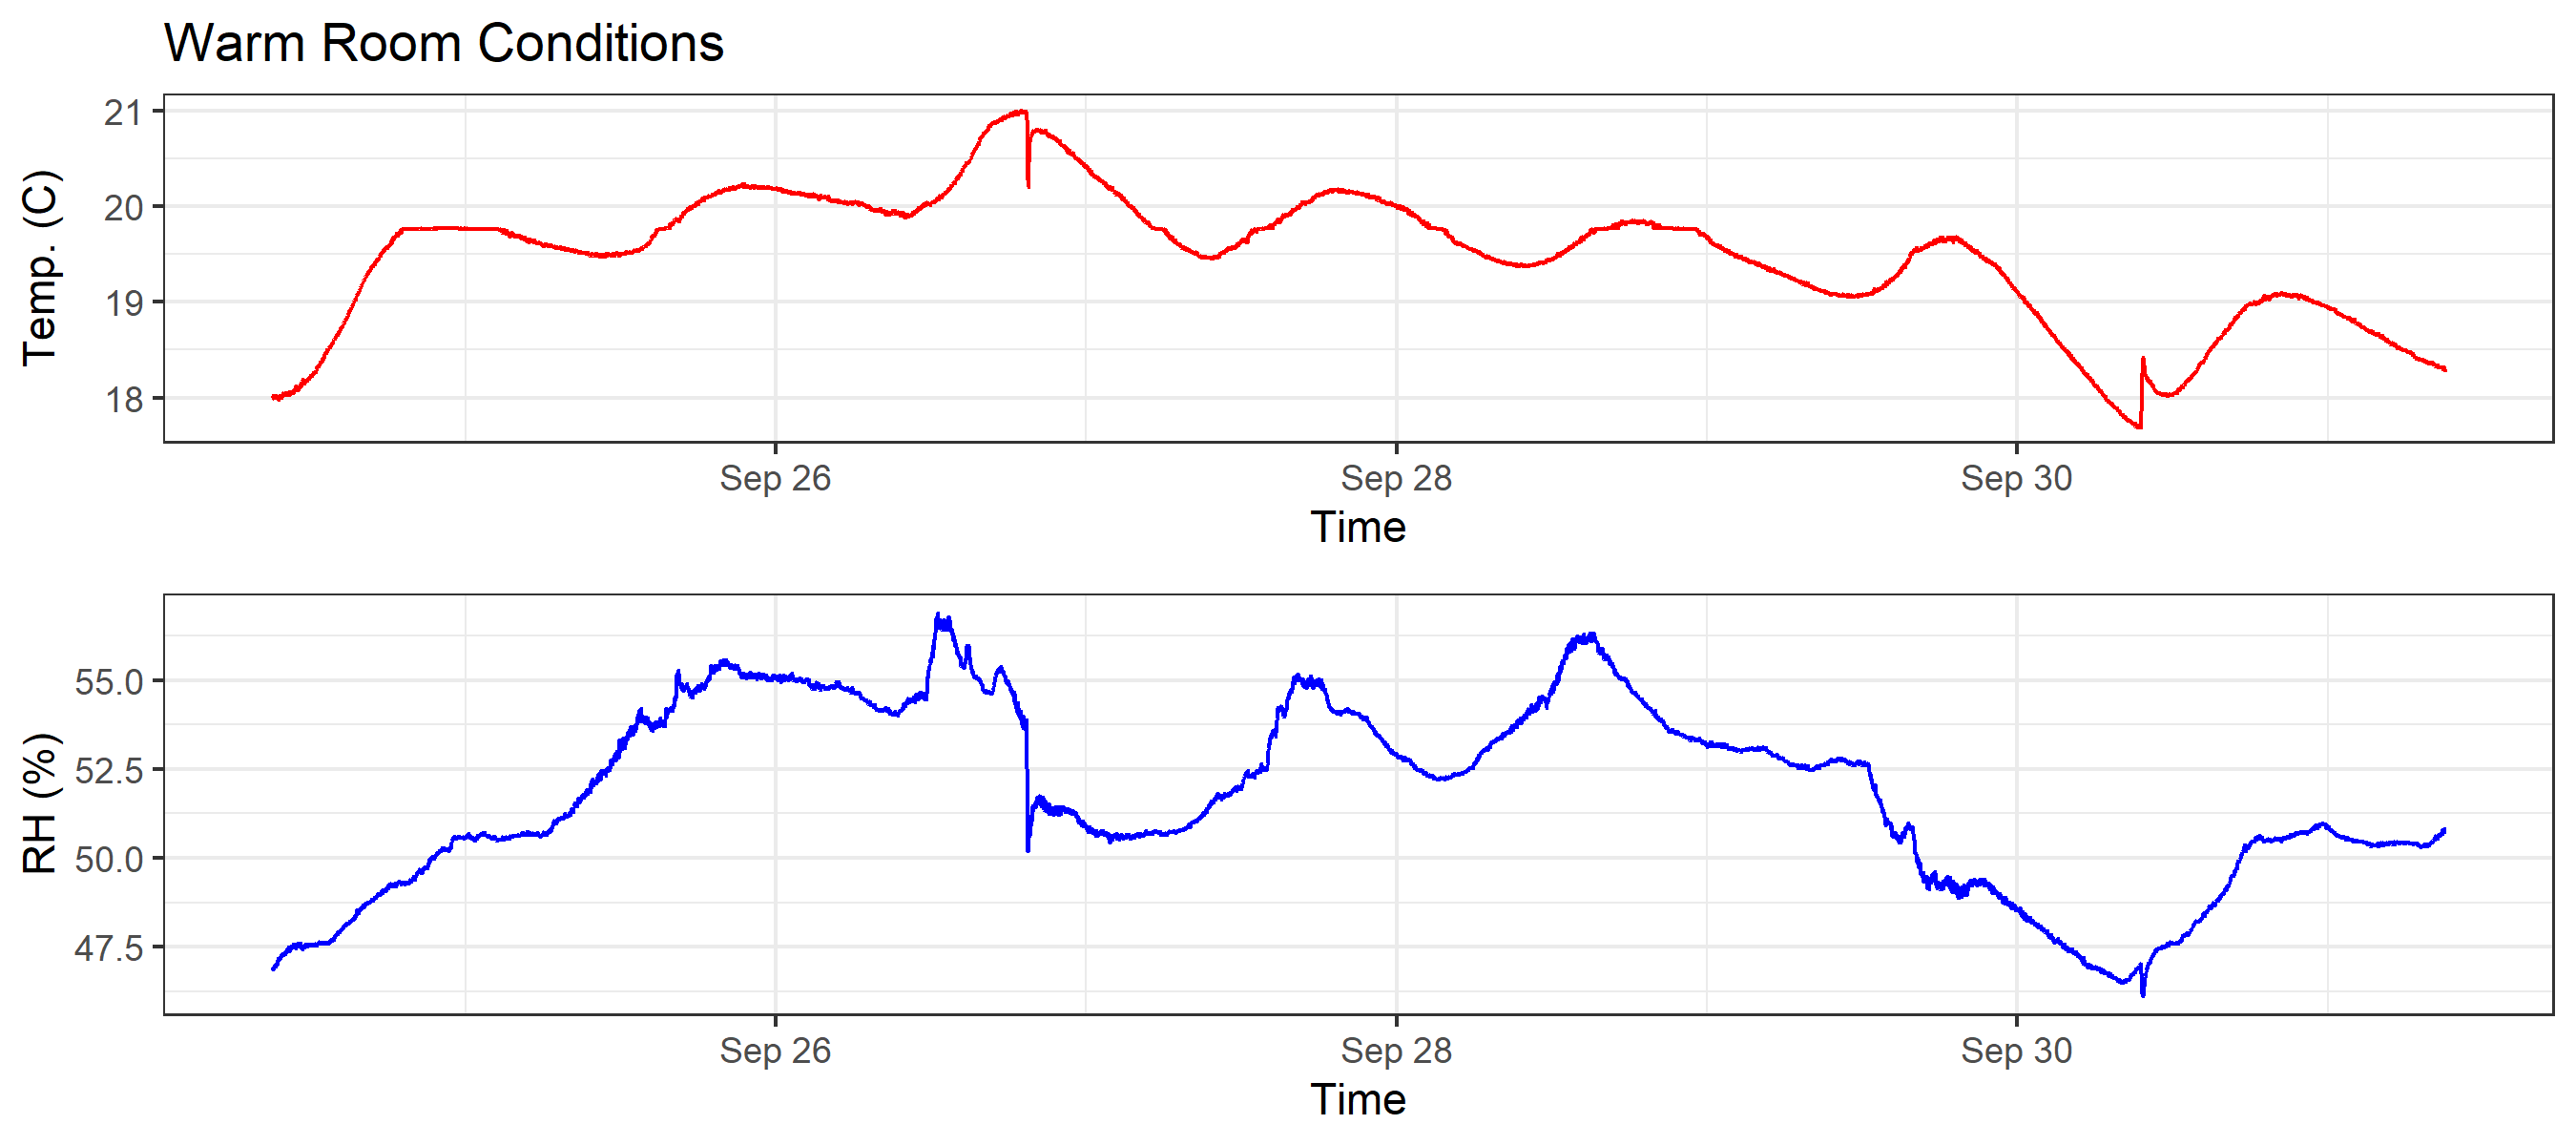 Warm Room Conditions
Temp. (C)
21
20
19
18
Sep 26 Sep 28 Sep 30
Time
RH (%)
55.0
52.5
50.0
47.5
Sep 26 Sep 28 Sep 30
Time